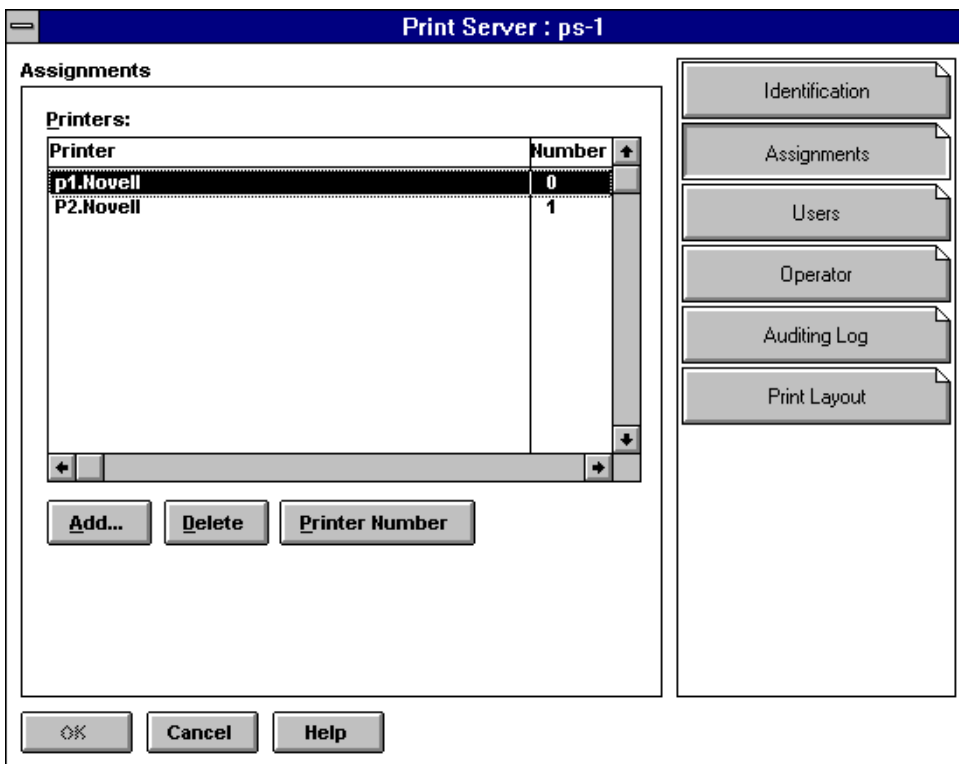 Print Server : ps-1
Assignments
Printers:
Printer Number
p1.Novell 0
P2.Novell 1
Add... Delete Printer Number
OK Cancel Help
Identification
Assignments
Users
Operator
Auditing Log
Print Layout